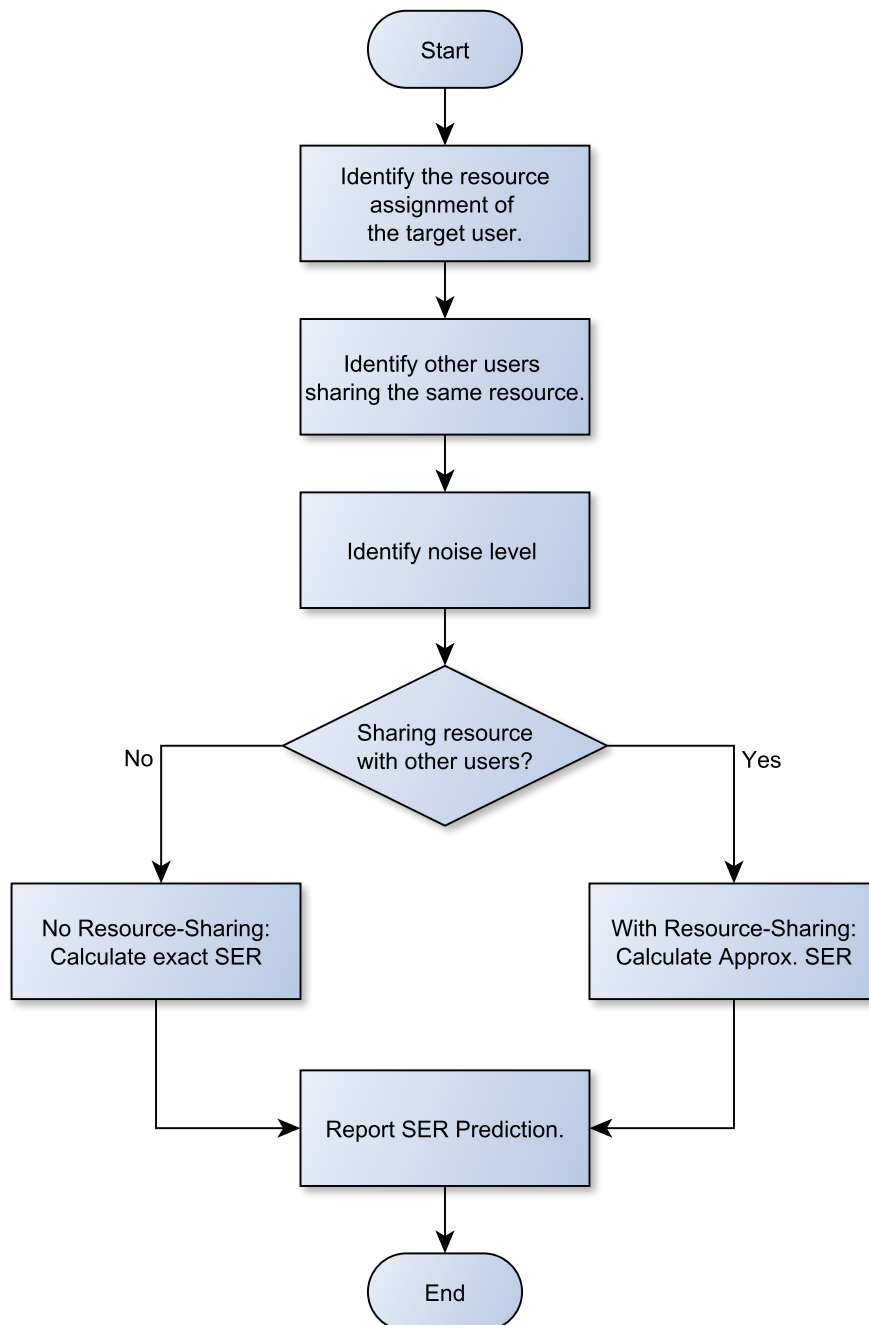 Start
Identify the resource
assignment of
the target user.
Identify other users
sharing the same resource.
Identify noise level
Sharing resource
with other users?
No
Yes
No Resource-Sharing:
Calculate exact SER
With Resource-Sharing:
Calculate Approx. SER
Report SER Prediction.
End